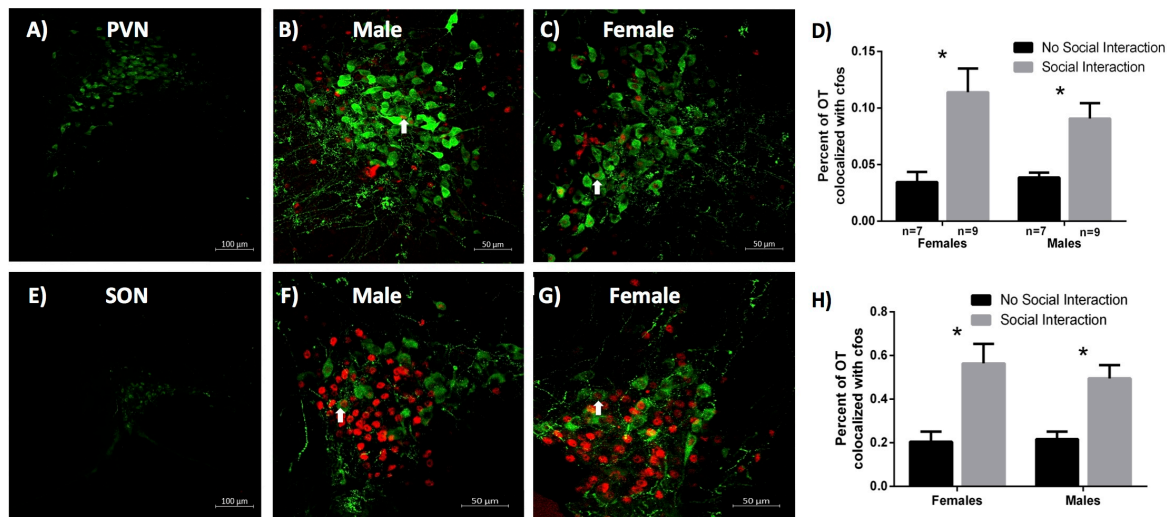 A) PVN
100 µm
B) Male
50 µm
C) Female
50 µm
D)
No Social Interaction
Social Interaction
Percent of OT
colocalized with cfos
0.15
0.10
0.05
0.00
*
*
n=7 n=9 n=7 n=9
Females Males
E) SON
100 µm
F) Male
50 µm
G) Female
50 µm
H)
No Social Interaction
Social Interaction
Percent of OT
colocalized with cfos
0.8
0.6
0.4
0.2
0.0
*
*
Females Males